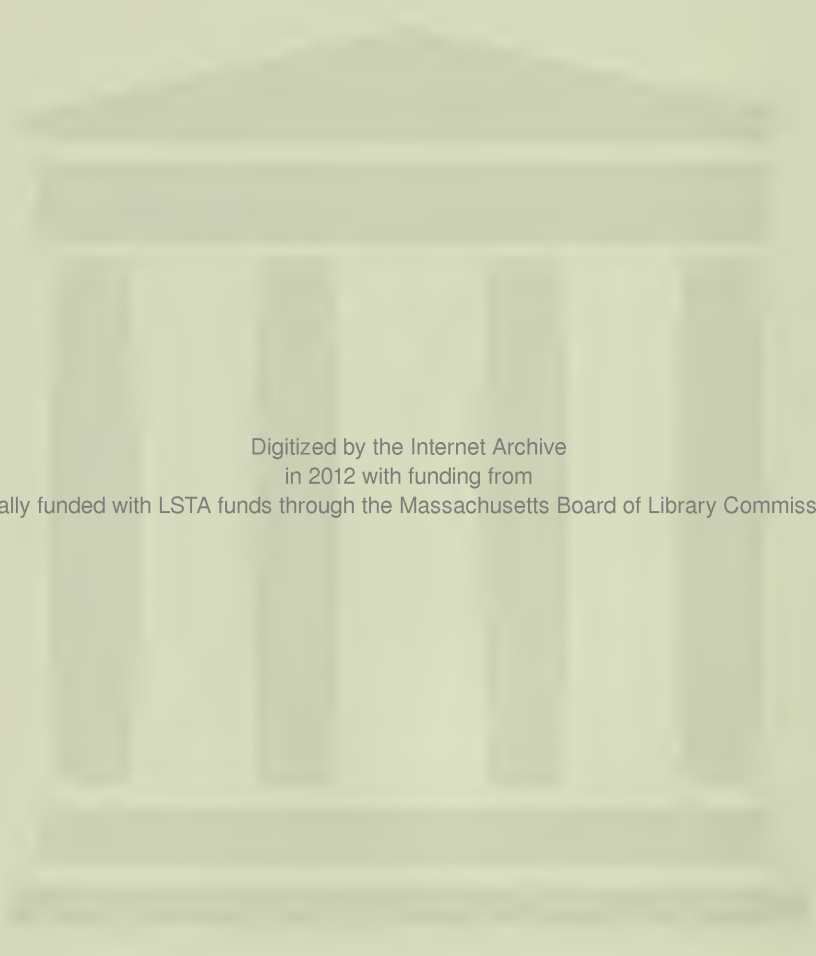 Digitized by the Internet Archive
in 2012 with funding from
ally funded with LSTA funds through the Massachusetts Board of Library Commiss